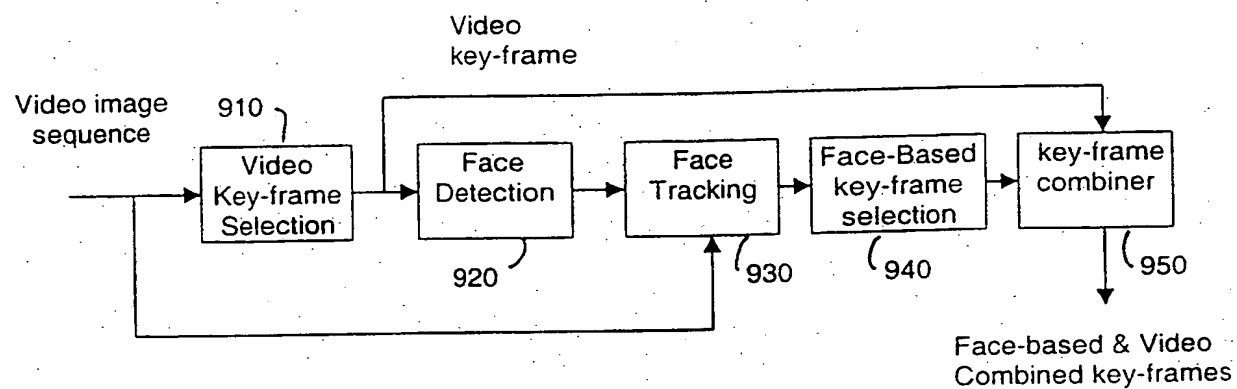 Video
key-frame
Video image
sequence
910
Video
Key-frame
Selection
Face
Detection
920
Face
Tracking
930
Face-Based
key-frame
selection
940
key-frame
combiner
950
Face-based & Video
Combined key-frames